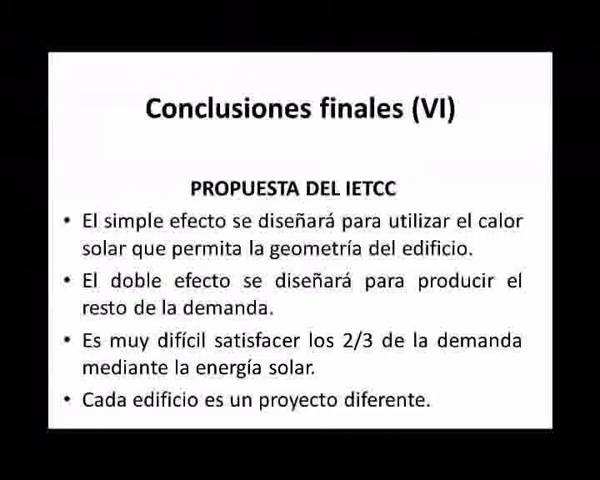 Conclusiones finales (VI)
PROPUESTA DEL IETCC
• El simple efecto se diseñará para utilizar el calor
solar que permita la geometría del edificio.
• El doble efecto se diseñará para producir el
resto de la demanda.
• Es muy difícil satisfacer los 2/3 de la demanda
mediante la energía solar.
• Cada edificio es un proyecto diferente.